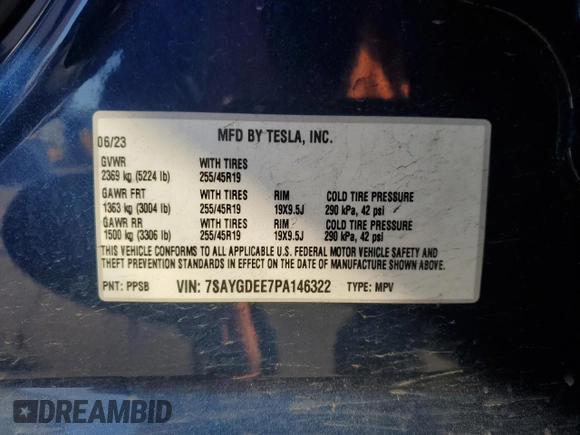 MFD BY TESLA, INC.
06/23
GVWR WITH TIRES
2369 kg (5224 lb) 255/45R19
GAWR FRT WITH TIRES RIM COLD TIRE PRESSURE
1363 kg (3004 lb) 255/45R19 19X9.5J 290 kPa, 42 psi
GAWR RR WITH TIRES RIM COLD TIRE PRESSURE
1500 kg (3306 lb) 255/45R19 19X9.5J 290 kPa, 42 psi
THIS VEHICLE CONFORMS TO ALL APPLICABLE U.S. FEDERAL MOTOR VEHICLE SAFETY AND
THEFT PREVENTION STANDARDS IN EFFECT ON THE DATE OF MANUFACTURE SHOWN ABOVE.
PNT: PPSB VIN: 7SAYGDEE7PA146322 TYPE: MPV
DREAMBID